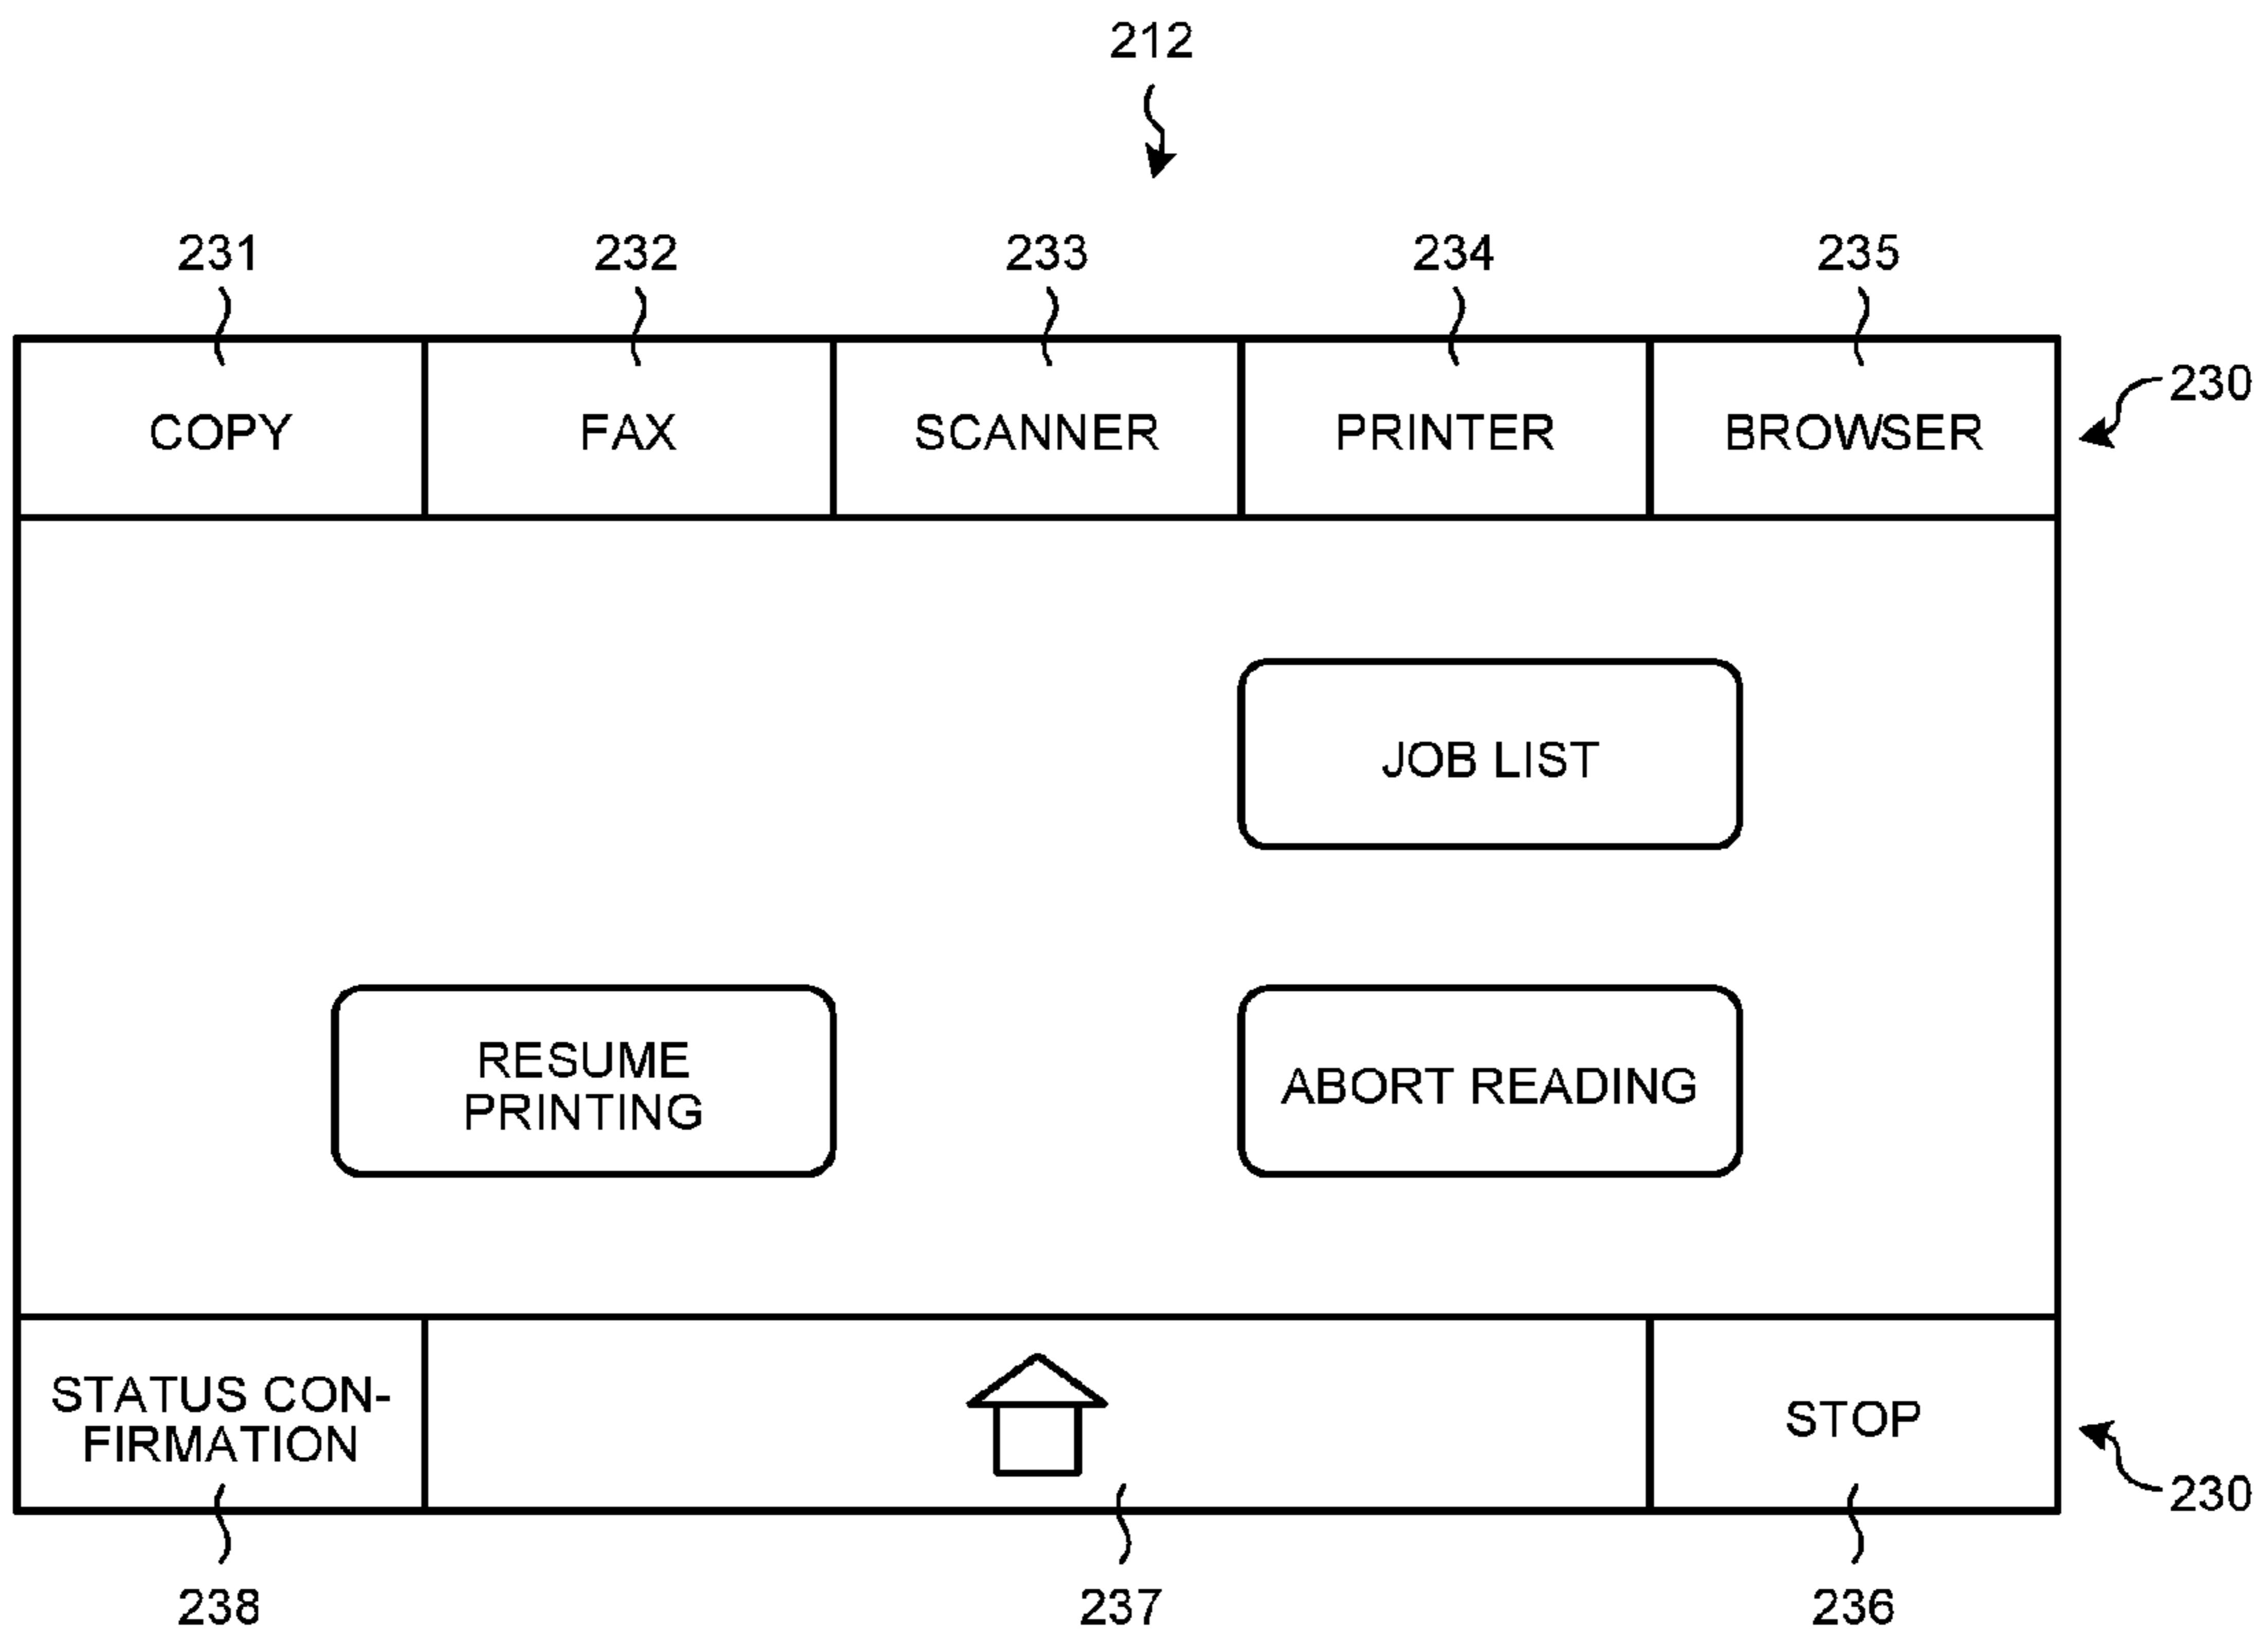 212
231
232
233
234
235
230
COPY
FAX
SCANNER
PRINTER
BROWSER
JOB LIST
RESUME
PRINTING
ABORT READING
STATUS CON-
FIRMATION
STOP
230
238
237
236